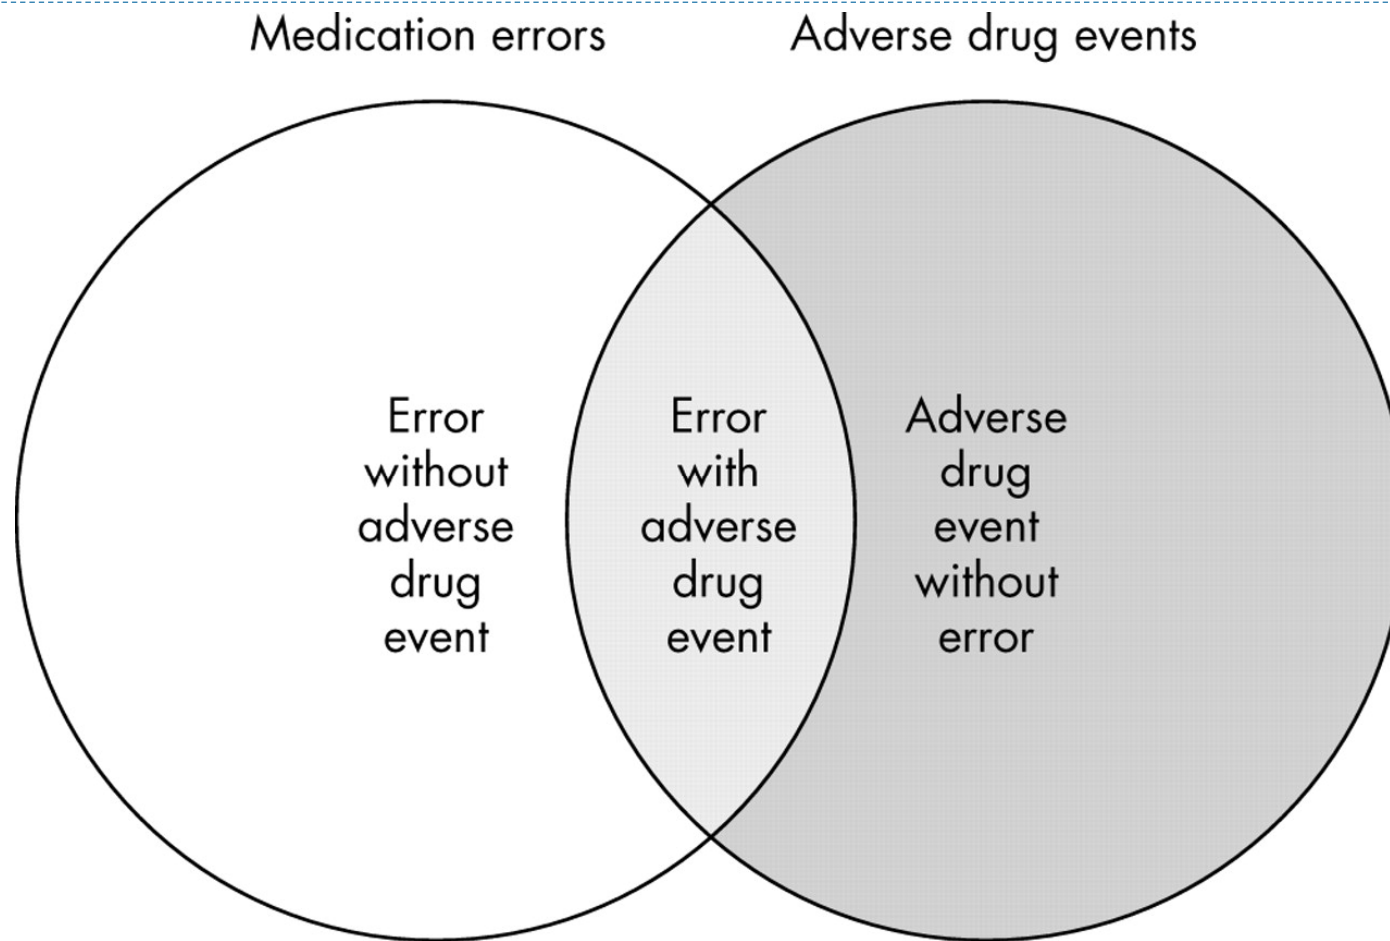 Medication errors
Adverse drug events
Error
without
adverse
drug
event
Error
with
adverse
drug
event
Adverse
drug
event
without
error